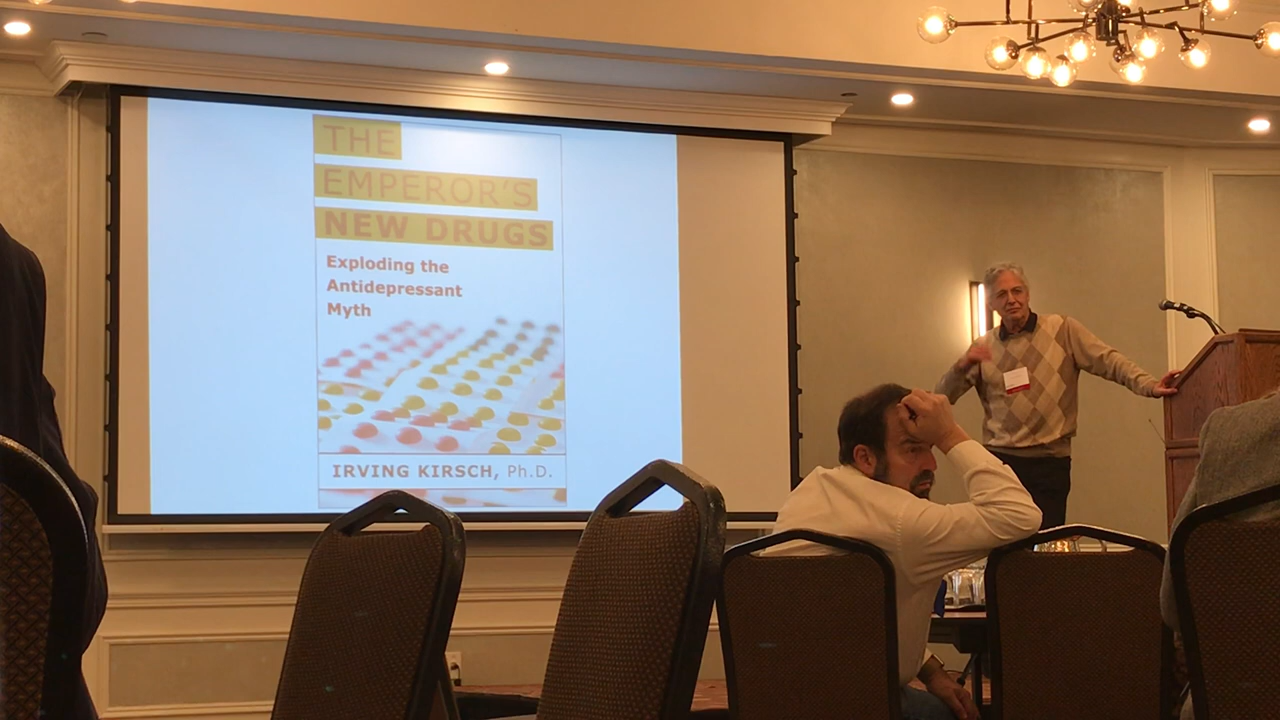 THE
EMPEROR'S
NEW DRUGS
Exploding the
Antidepressant
Myth
IRVING KIRSCH, Ph.D.